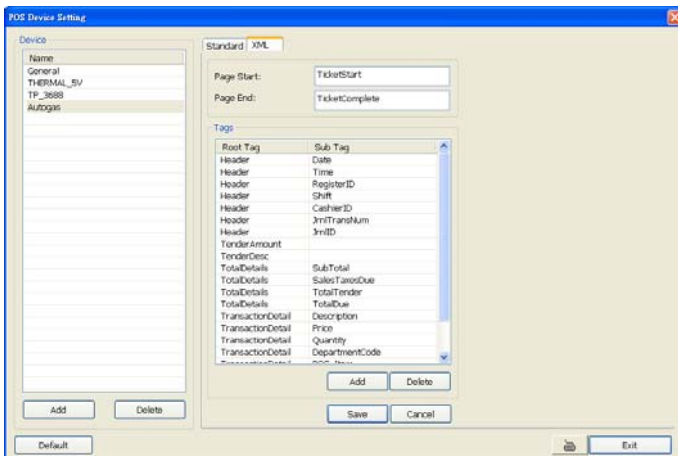 POS Device Setting
Device
Name
General
THERMAL_5V
TP_3688
Autogas
Add Delete
Default
Standard XML
Page Start: TicketStart
Page End: TicketComplete
Tags
Root Tag Sub Tag
Header Date
Header Time
Header RegisterID
Header Shift
Header CashierID
Header JrnlTransNum
Header JrnlID
TenderAmount
TenderDesc
TotalDetails SubTotal
TotalDetails SalesTaxesDue
TotalDetails TotalTender
TotalDetails TotalDue
TransactionDetail Description
TransactionDetail Price
TransactionDetail Quantity
TransactionDetail DepartmentCode
Add Delete
Save Cancel
Exit